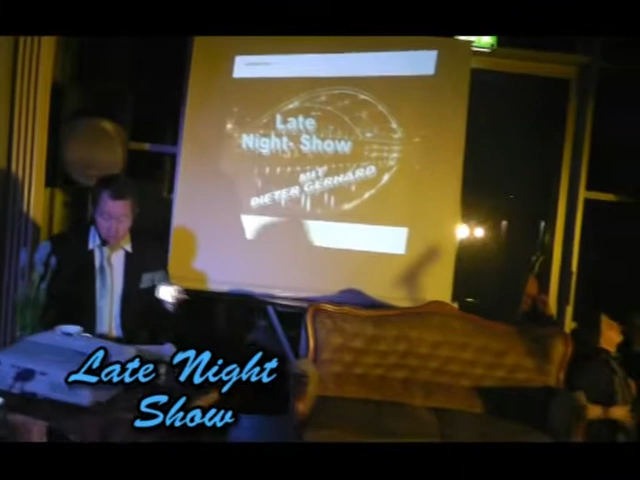 Late
Night- Show
MIT
DIETER GERHARD
Late Night
Show